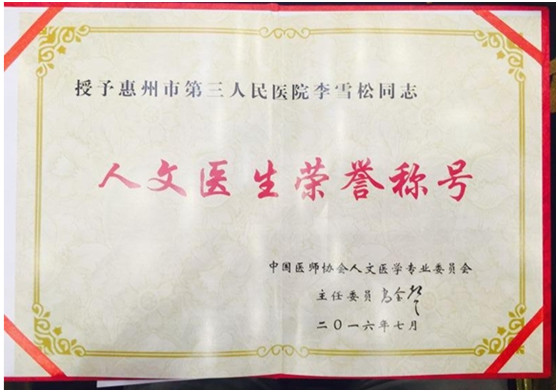 授予惠州市第三人民医院李雪松同志
人文医生荣誉称号
中国医师协会人文医学专业委员会
主任委员
二〇一六年七月